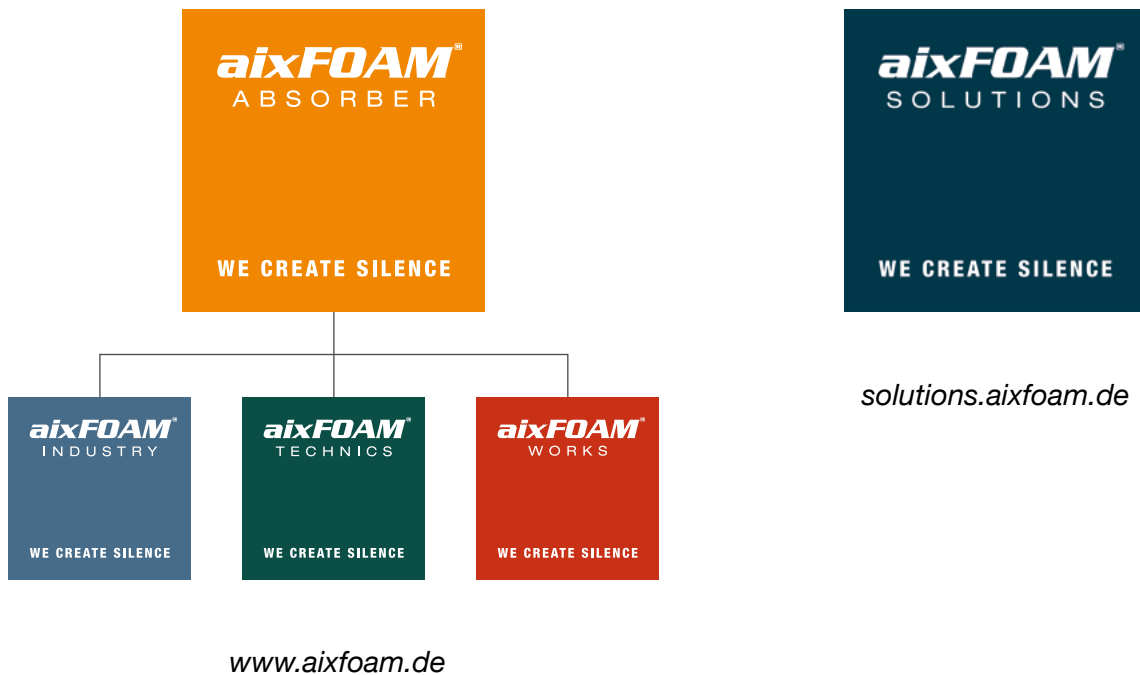 aixFOAM®
ABSORBER
WE CREATE SILENCE
aixFOAM®
SOLUTIONS
WE CREATE SILENCE
solutions.aixfoam.de
aixFOAM®
INDUSTRY
WE CREATE SILENCE
aixFOAM®
TECHNICS
WE CREATE SILENCE
aixFOAM®
WORKS
WE CREATE SILENCE
www.aixfoam.de